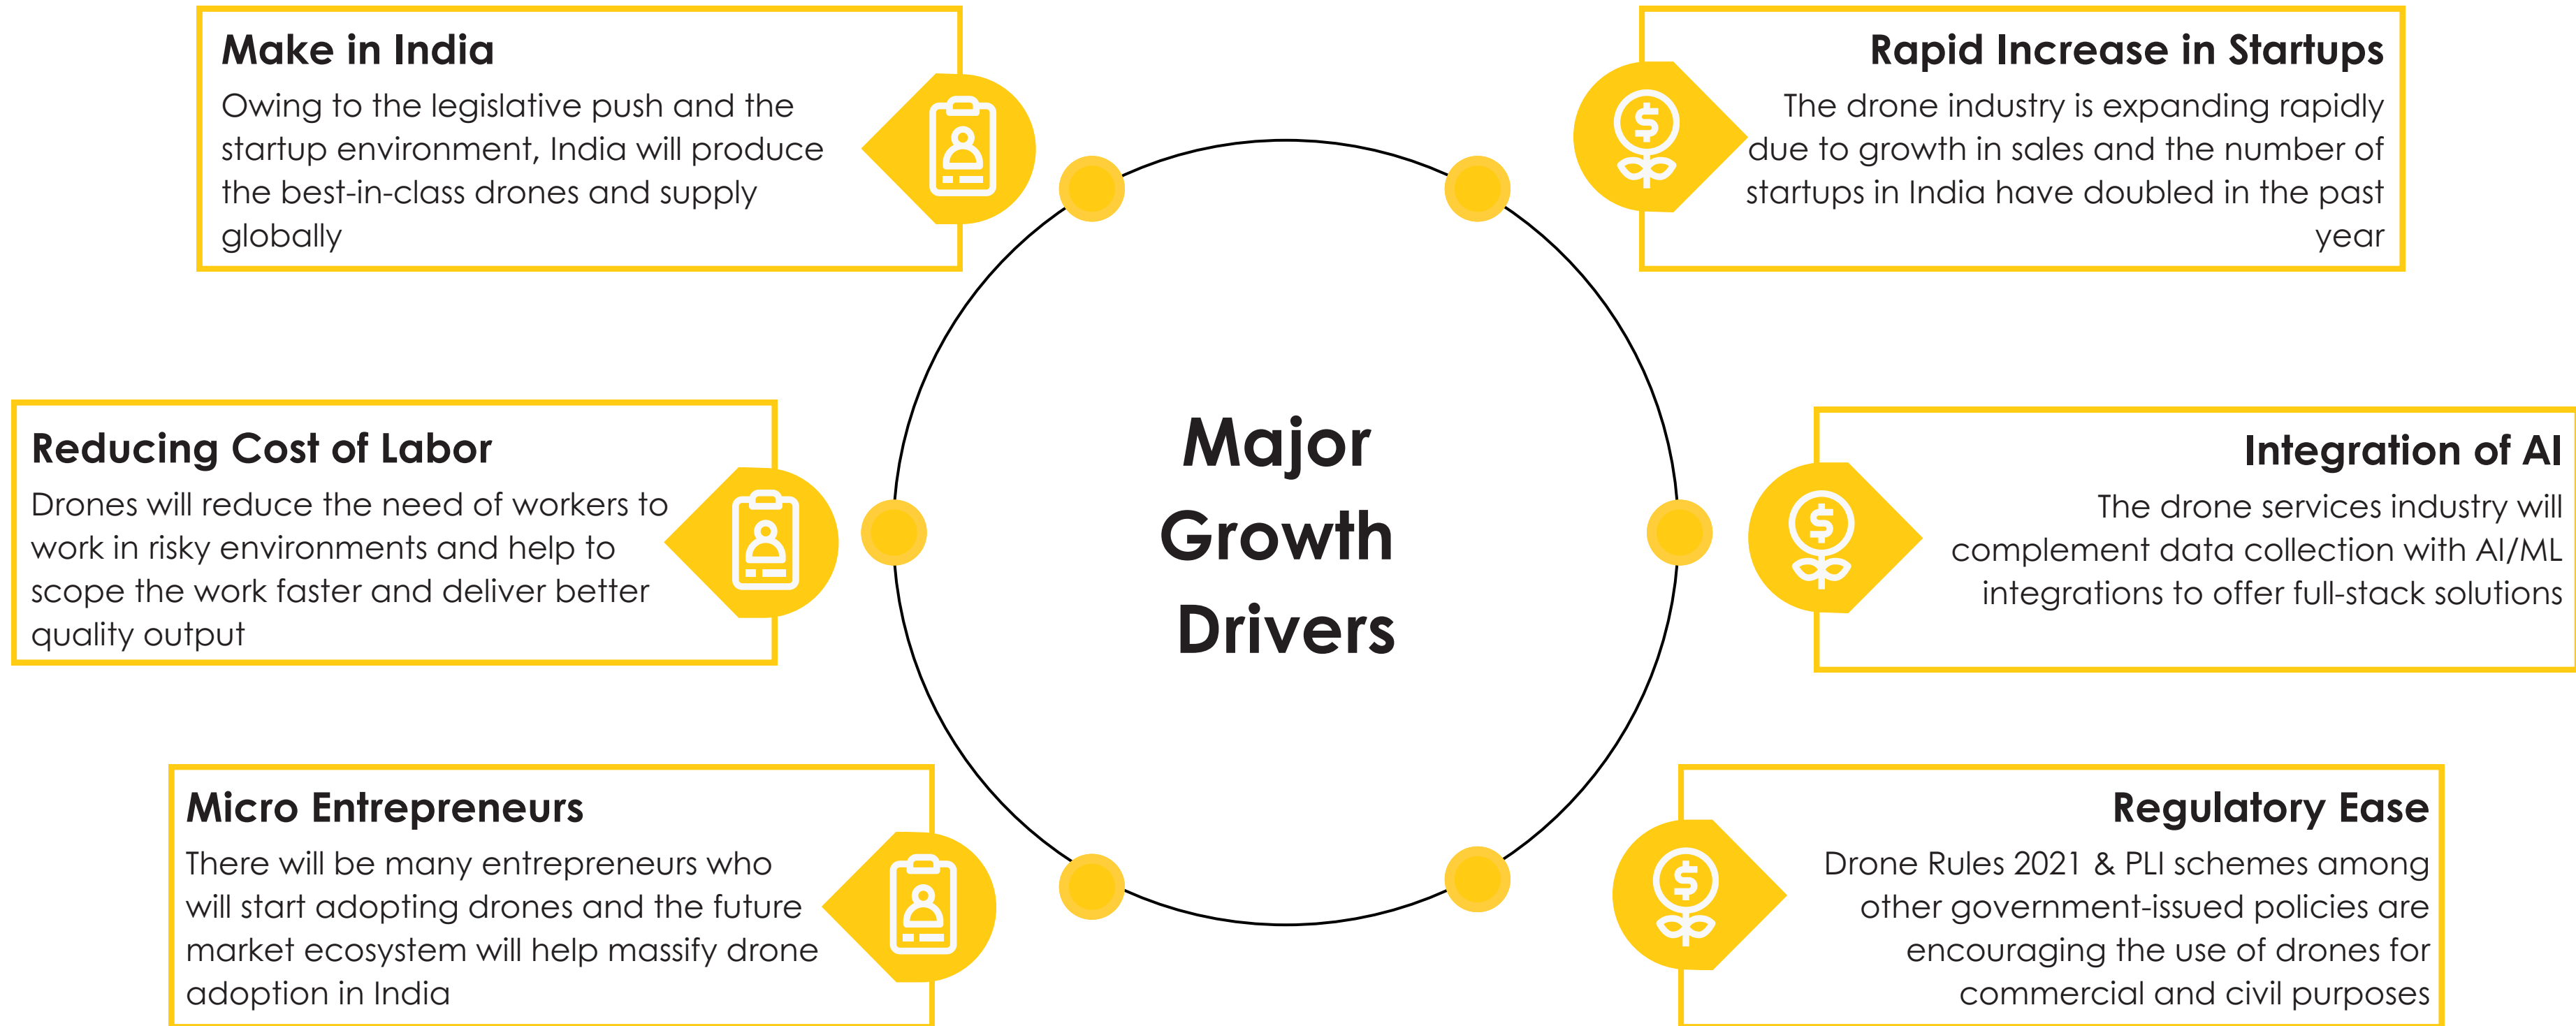 Make in India
Owing to the legislative push and the
startup environment, India will produce
the best-in-class drones and supply
globally
Rapid Increase in Startups
The drone industry is expanding rapidly
due to growth in sales and the number of
startups in India have doubled in the past
year
Reducing Cost of Labor
Drones will reduce the need of workers to
work in risky environments and help to
scope the work faster and deliver better
quality output
Major
Growth
Drivers
Integration of AI
The drone services industry will
complement data collection with AI/ML
integrations to offer full-stack solutions
Micro Entrepreneurs
There will be many entrepreneurs who
will start adopting drones and the future
market ecosystem will help massify drone
adoption in India
Regulatory Ease
Drone Rules 2021 & PLI schemes among
other government-issued policies are
encouraging the use of drones for
commercial and civil purposes